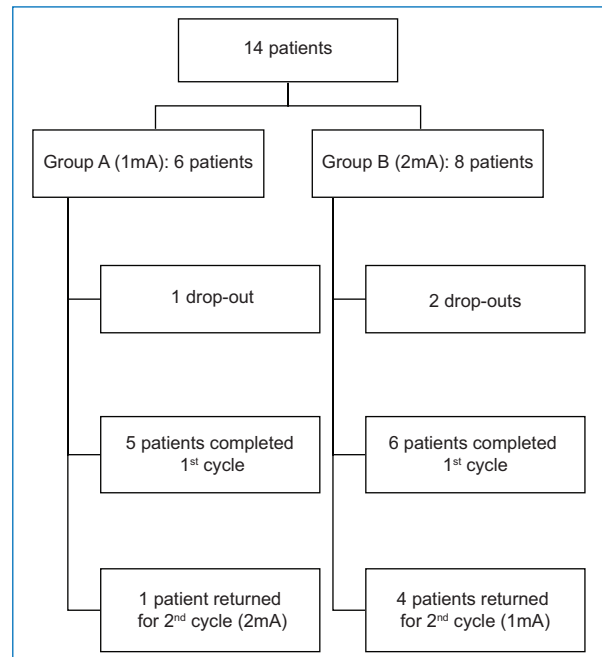 14 patients
Group A (1mA): 6 patients
Group B (2mA): 8 patients
1 drop-out
2 drop-outs
5 patients completed
1st cycle
6 patients completed
1st cycle
1 patient returned
for 2nd cycle (2mA)
4 patients returned
for 2nd cycle (1mA)